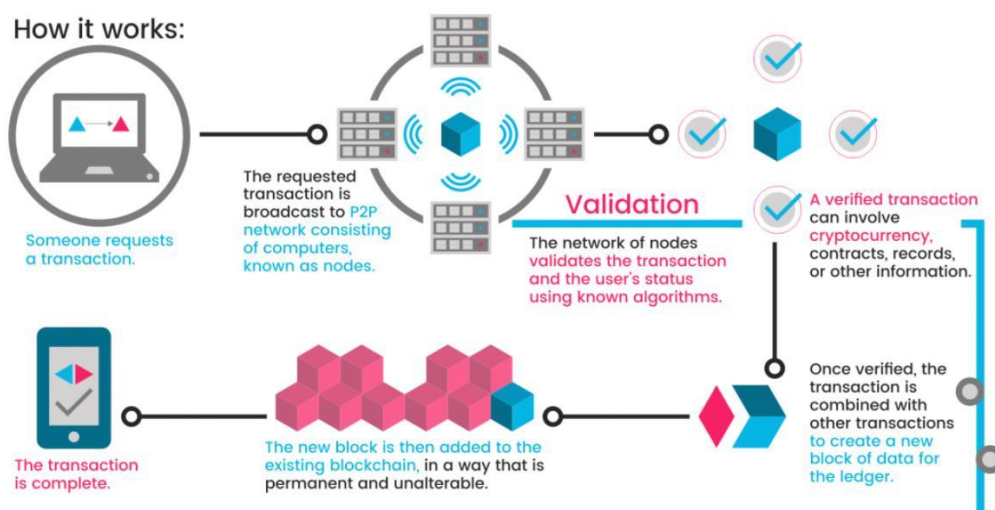 How it works:
Someone requests
a transaction.
The requested
transaction is
broadcast to P2P
network consisting
of computers,
known as nodes.
Validation
The network of nodes
validates the transaction
and the user's status
using known algorithms.
A verified transaction
can involve
cryptocurrency,
contracts, records,
or other information.
Once verified, the
transaction is
combined with
other transactions
to create a new
block of data for
the ledger.
The new block is then added to the
existing blockchain, in a way that is
permanent and unalterable.
The transaction
is complete.